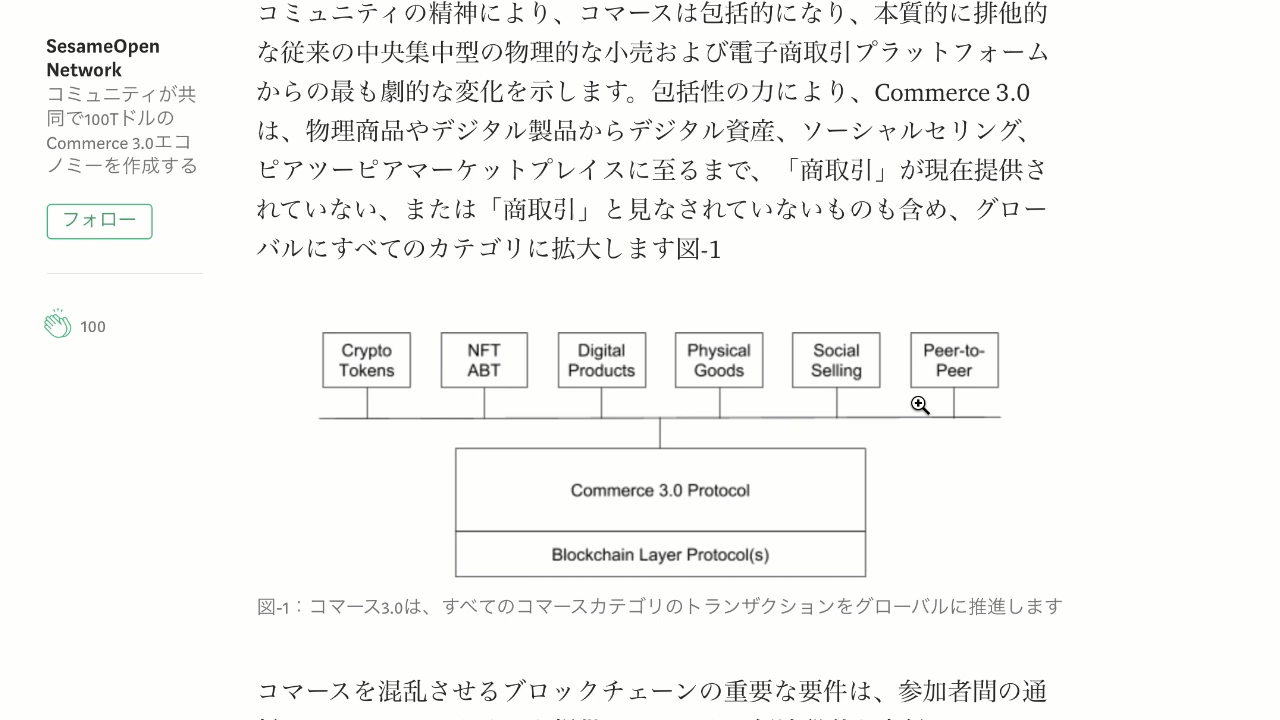 コミュニティの精神により、コマースは包括的になり、本質的に排他的
な従来の中央集中型の物理的な小売および電子商取引プラットフォーム
からの最も劇的な変化を示します。包括性の力により、Commerce 3.0
は、物理商品やデジタル製品からデジタル資産、ソーシャルセリング、
ピアツーピアマーケットプレイスに至るまで、「商取引」が現在提供さ
れていない、または「商取引」と見なされていないものも含め、グロー
バルにすべてのカテゴリに拡大します図-1
SesameOpen
Network
コミュニティが共
同で100Tドルの
Commerce 3.0エコ
ノミーを作成する
フォロー
100
Crypto
Tokens
NFT
ABT
Digital
Products
Physical
Goods
Social
Selling
Peer-to-
Peer
Commerce 3.0 Protocol
Blockchain Layer Protocol(s)
図-1：コマース3.0は、すべてのコマースカテゴリのトランザクションをグローバルに推進します
コマースを混乱させるブロックチェーンの重要な要件は、参加者間の通